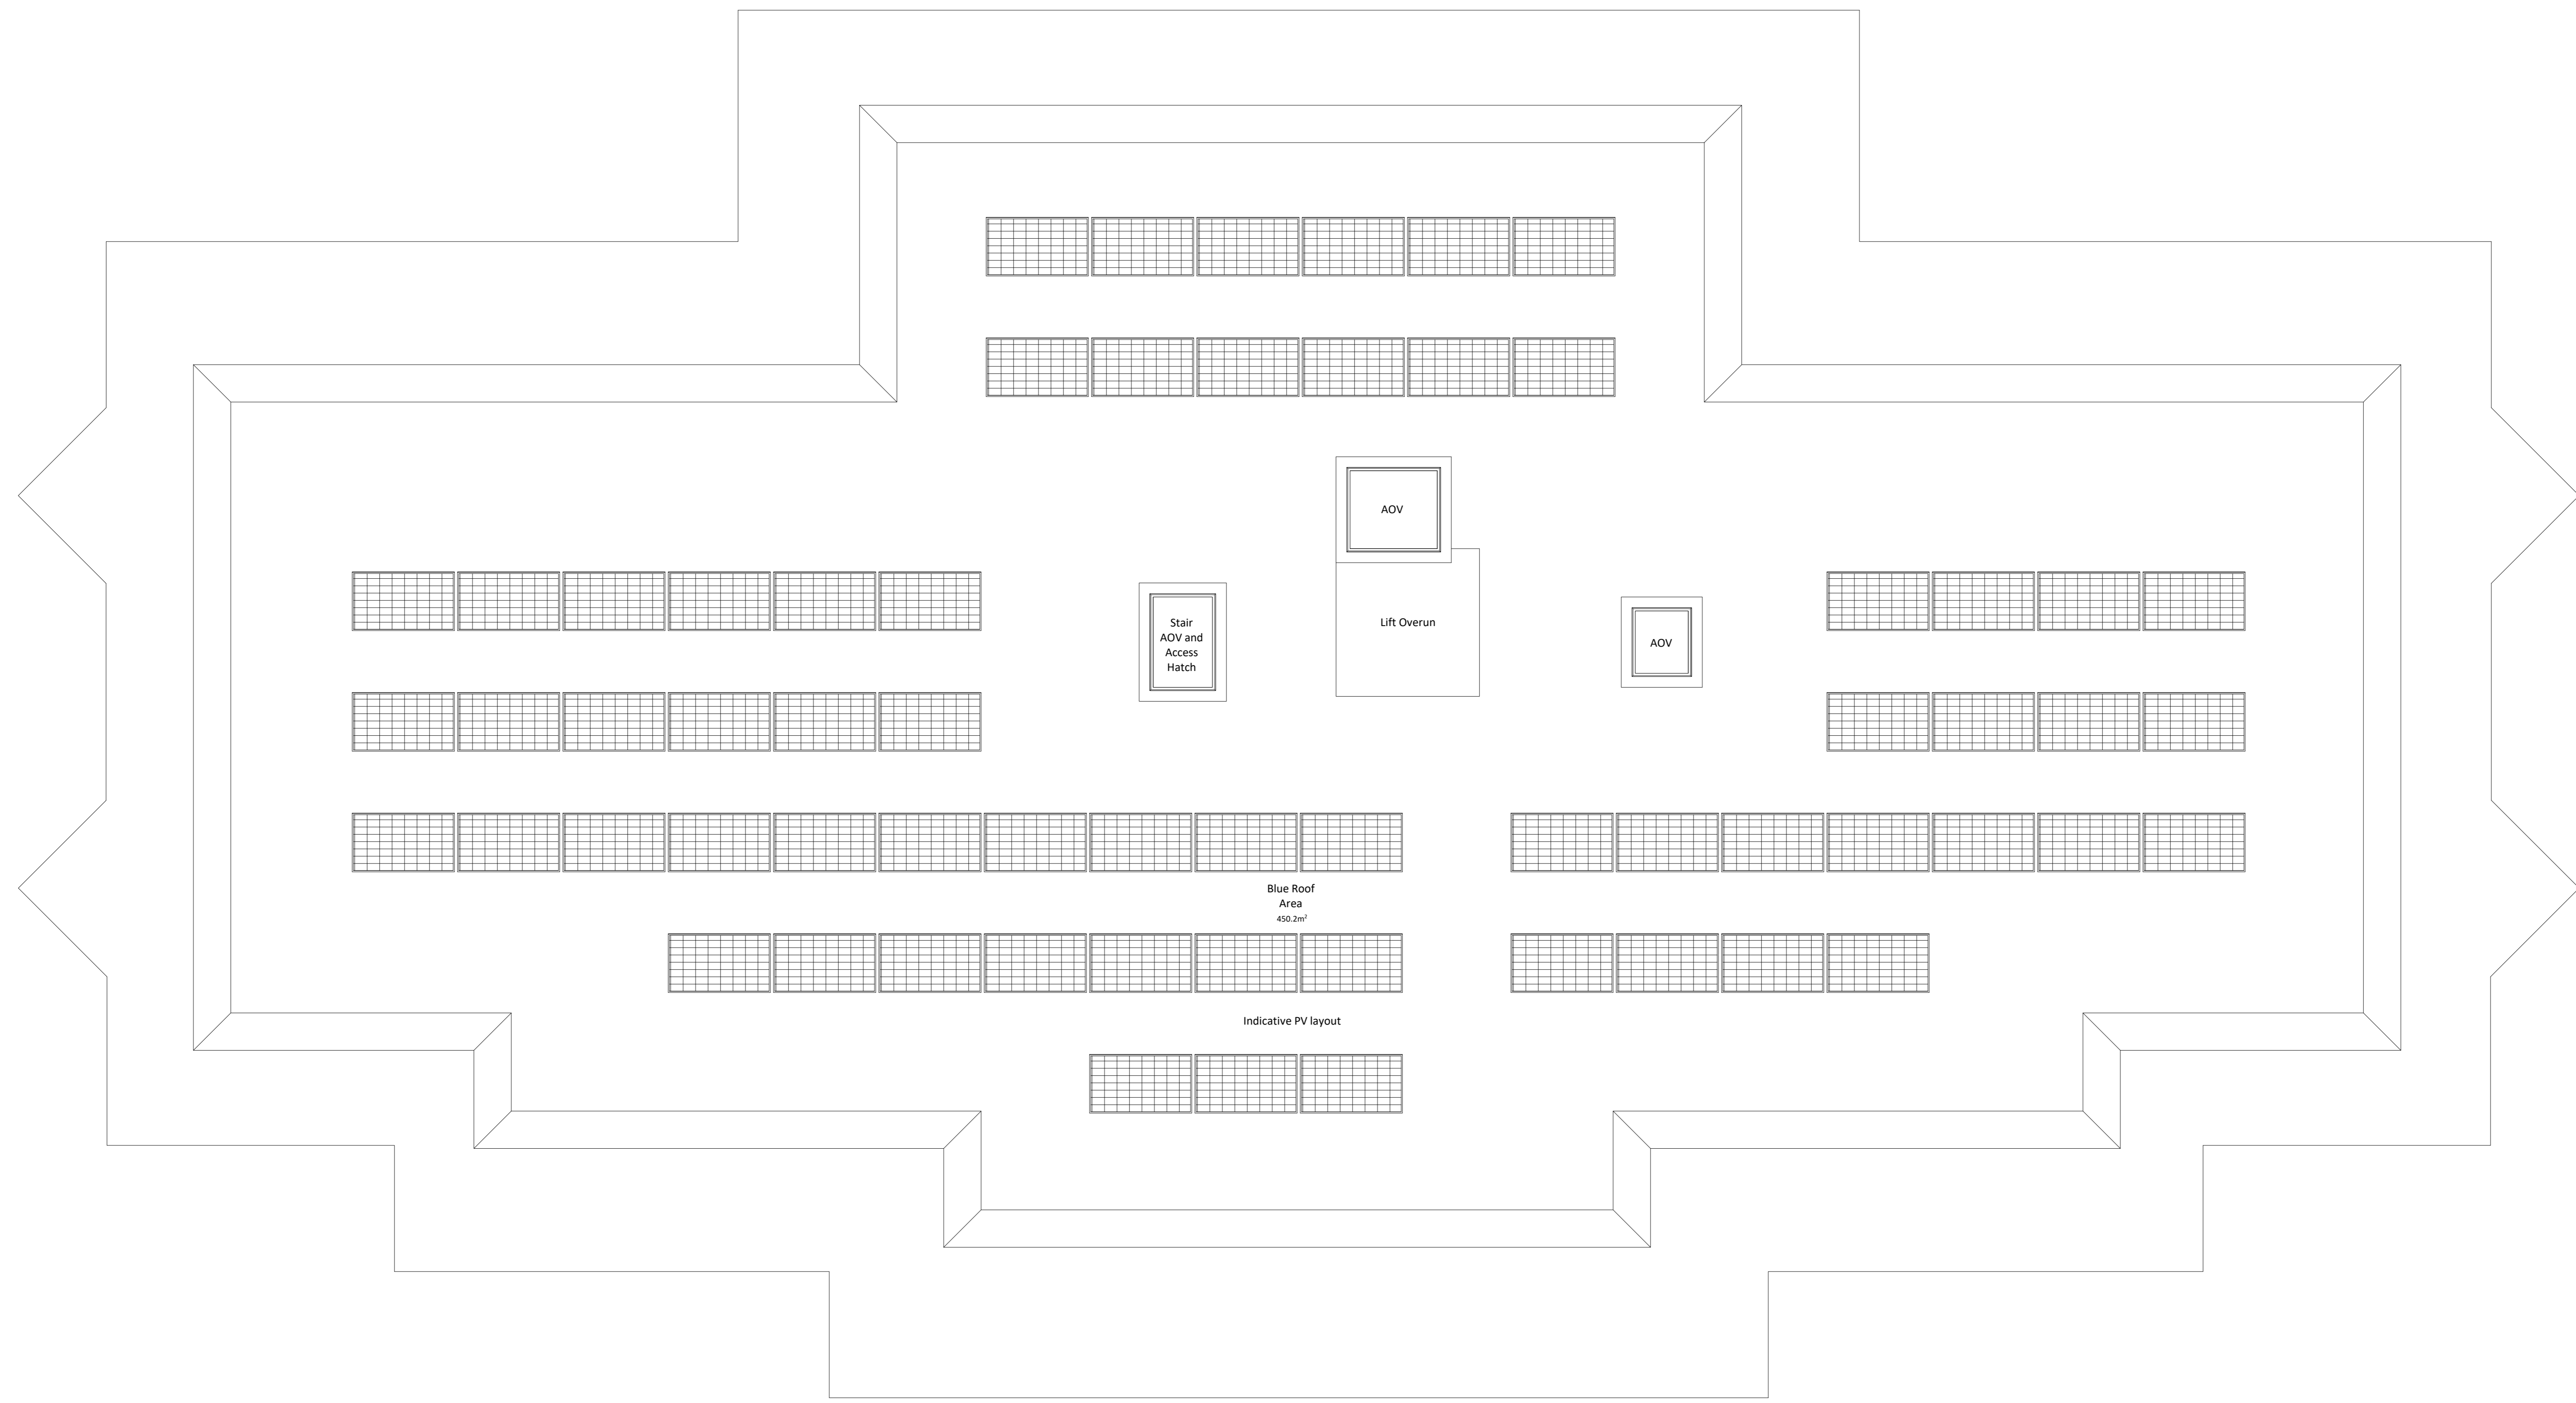 AOV
Stair
AOV and
Access
Hatch
Lift Overun
AOV
Blue Roof
Area
450.2m²
Indicative PV layout